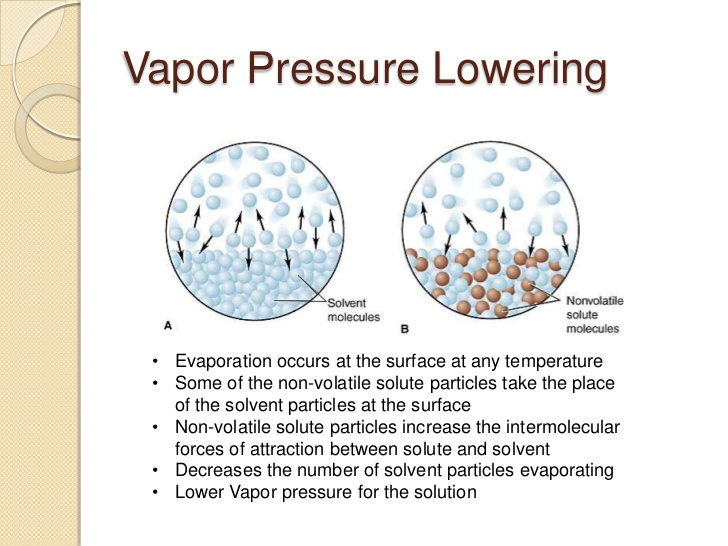 Vapor Pressure Lowering
Solvent
molecules
A
Nonvolatile
solute
molecules
B
• Evaporation occurs at the surface at any temperature
• Some of the non-volatile solute particles take the place
of the solvent particles at the surface
• Non-volatile solute particles increase the intermolecular
forces of attraction between solute and solvent
• Decreases the number of solvent particles evaporating
• Lower Vapor pressure for the solution